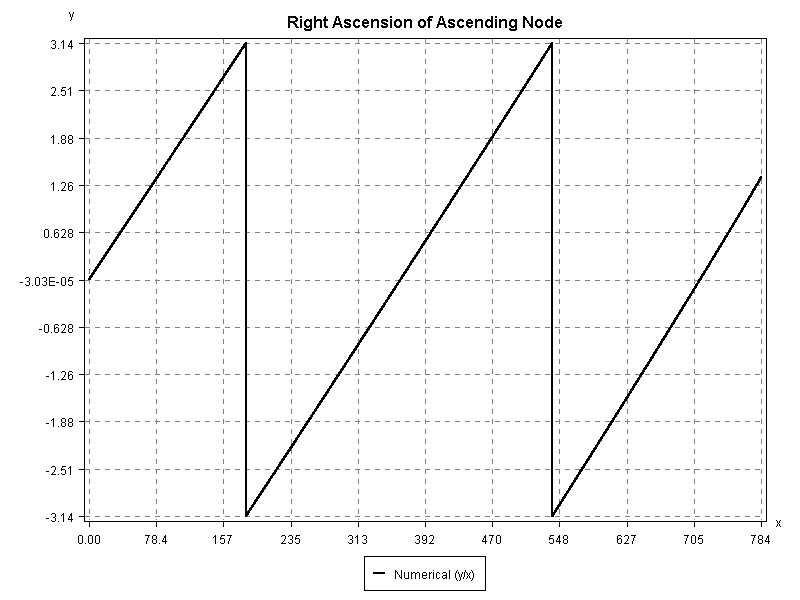 Right Ascension of Ascending Node
y
3.14
2.51
1.88
1.26
0.628
-3.03E-05
-0.628
-1.26
-1.88
-2.51
-3.14
0.00 78.4 157 235 313 392 470 548 627 705 784
x
Numerical (y/x)